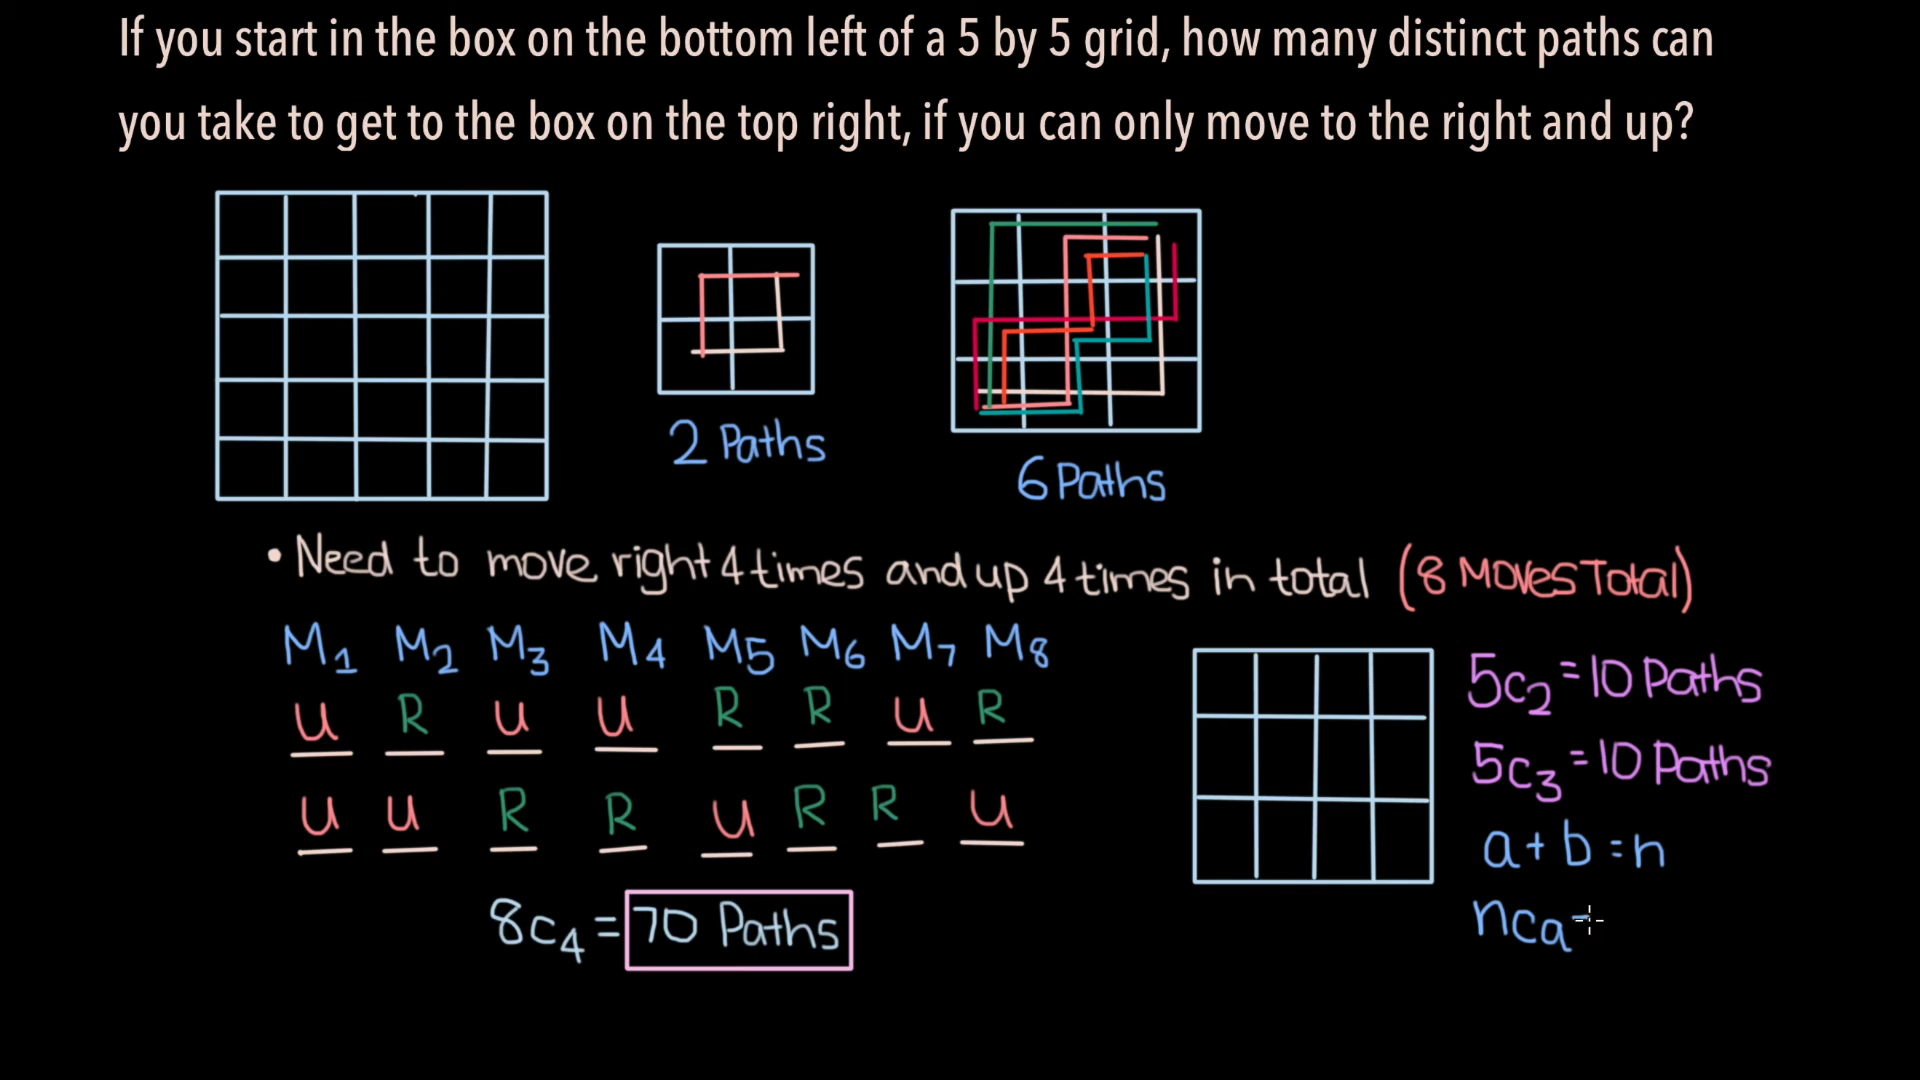 If you start in the box on the bottom left of a 5 by 5 grid, how many distinct paths can
you take to get to the box on the top right, if you can only move to the right and up?
2 Paths
6 Paths
• Need to move right 4 times and up 4 times in total (8 Moves Total)
M₁ M₂ M₃ M₄ M₅ M₆ M₇ M₈
U R U U R R U R
U U R R U R R U
8C₄ = 70 Paths
5C₂ = 10 Paths
5C₃ = 10 Paths
a + b = n
nCₐ =